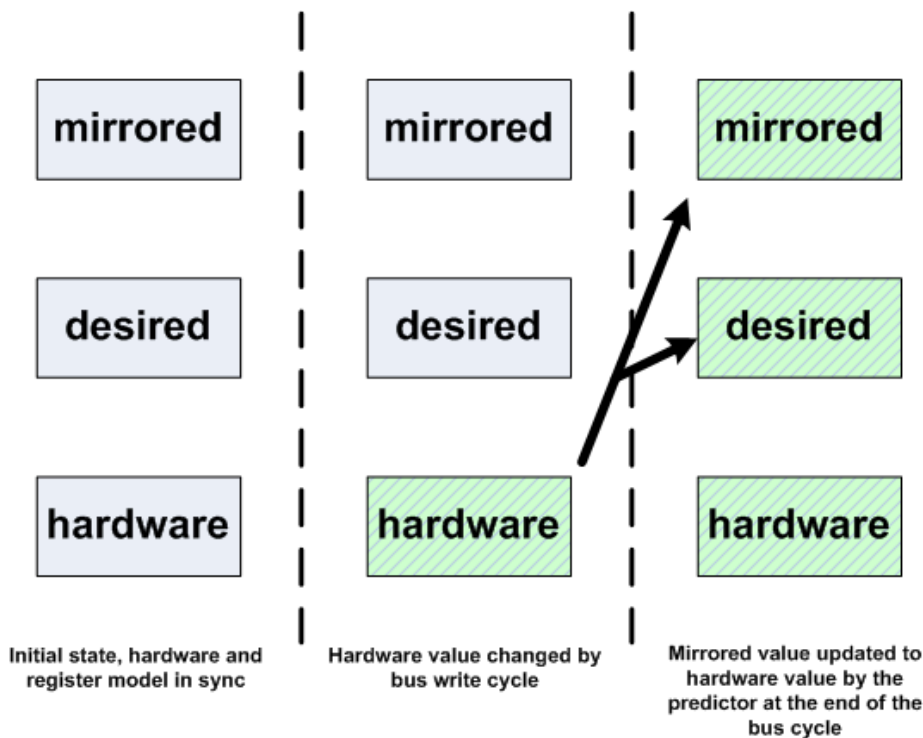 mirrored
mirrored
mirrored
desired
desired
desired
hardware
hardware
hardware
Initial state, hardware and
register model in sync
Hardware value changed by
bus write cycle
Mirrored value updated to
hardware value by the
predictor at the end of the
bus cycle